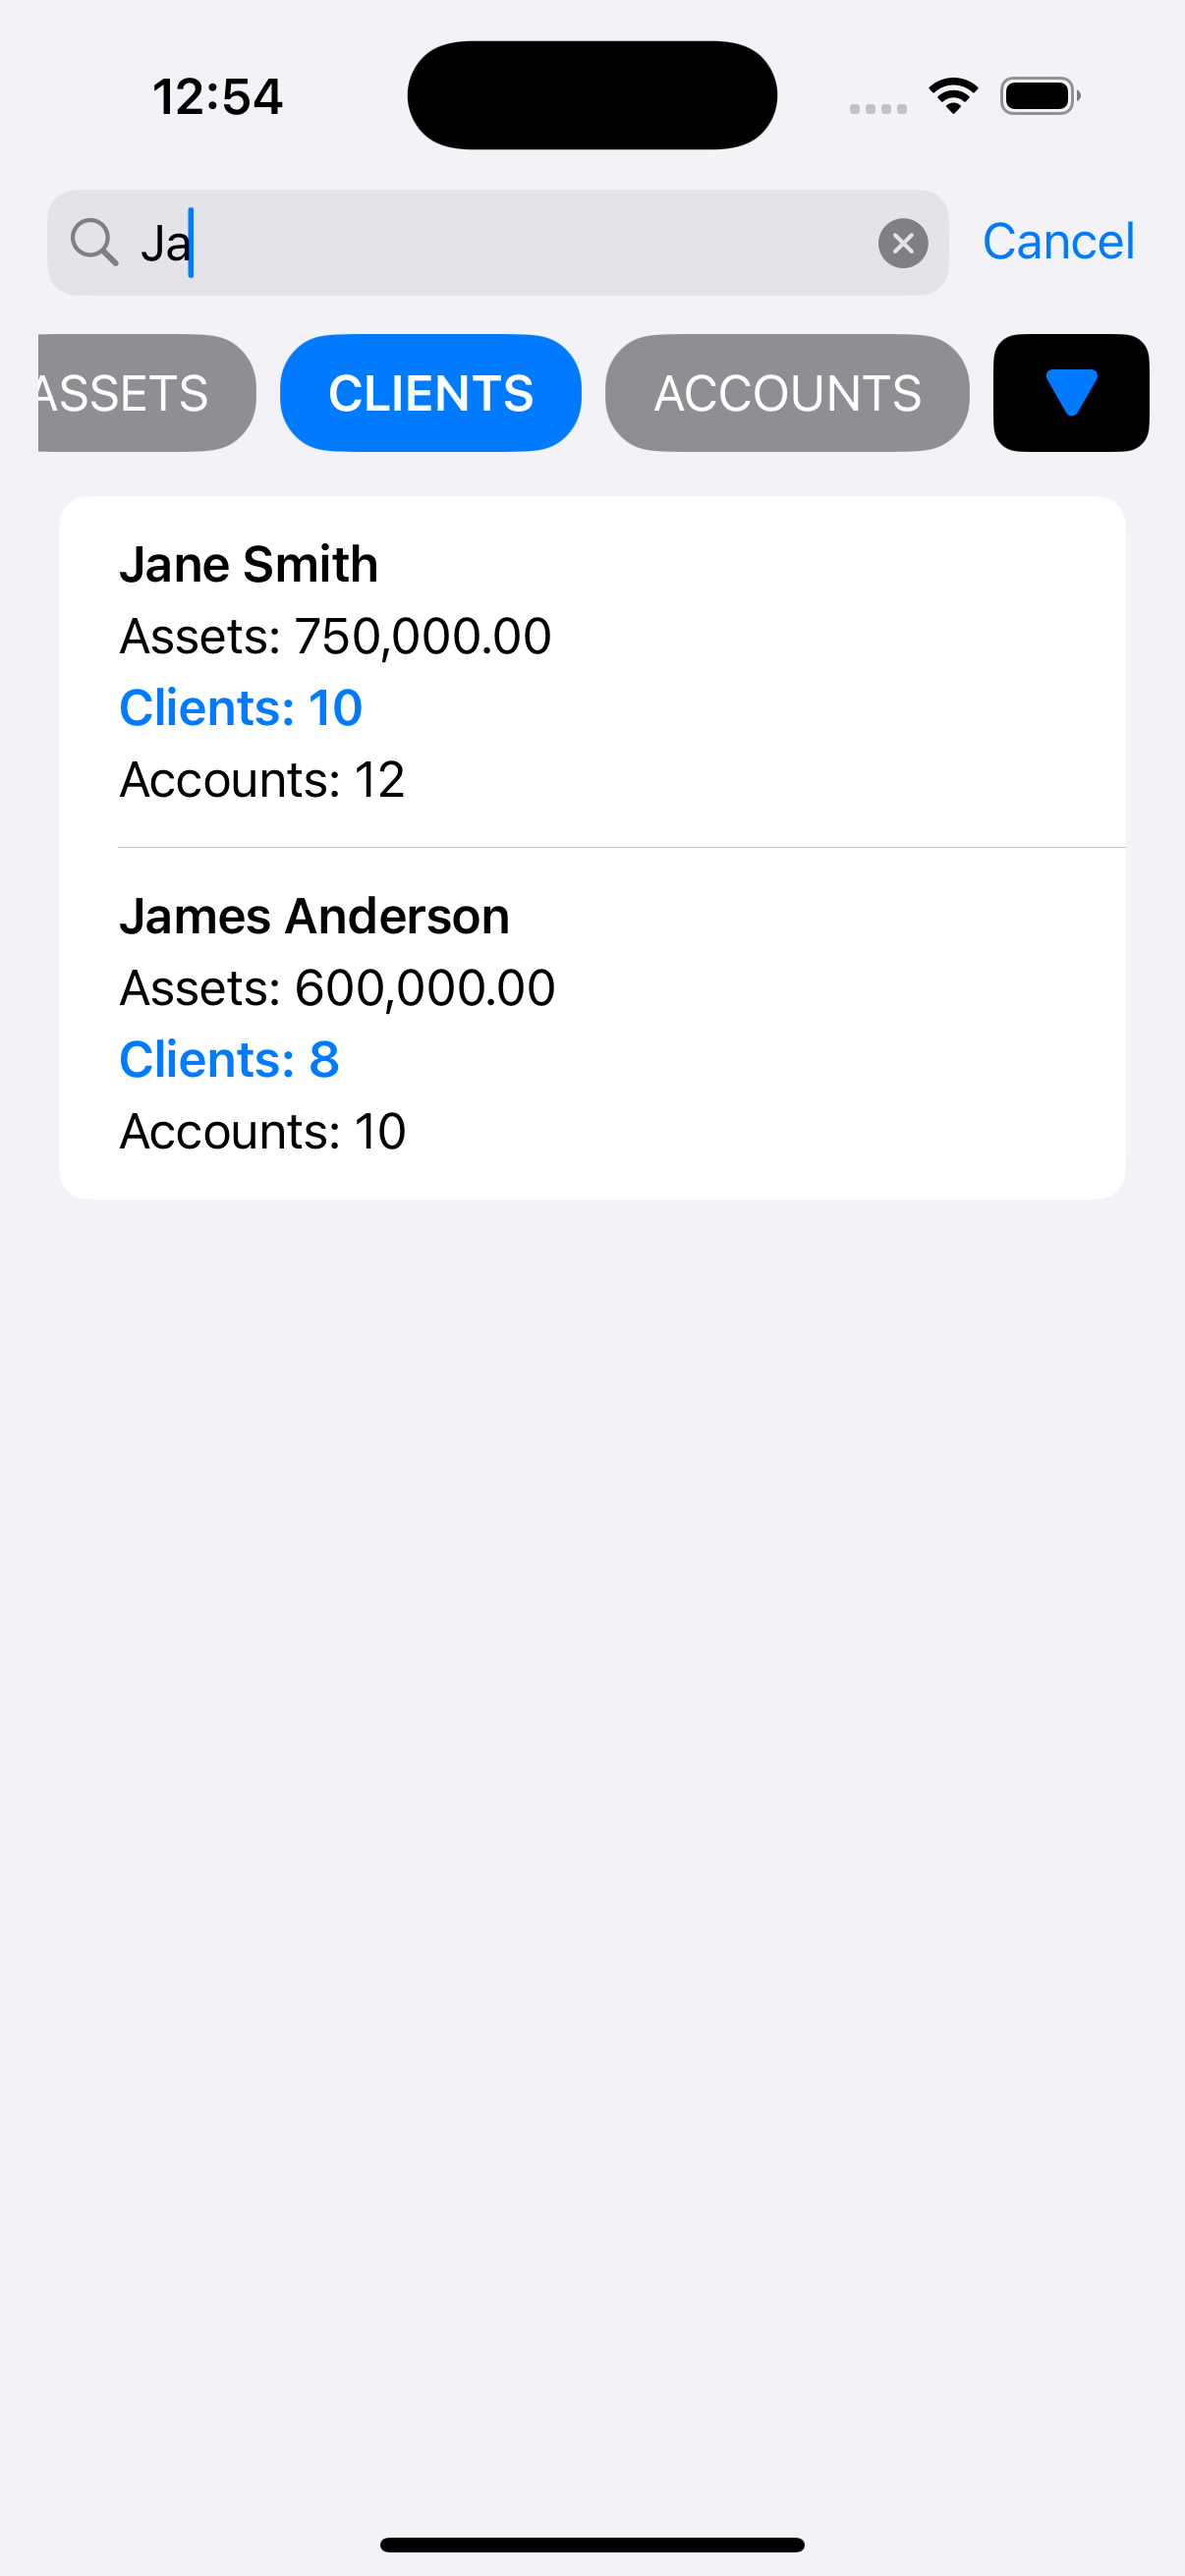 12:54
Ja
Cancel
ASSETS
CLIENTS
ACCOUNTS
Jane Smith
Assets: 750,000.00
Clients: 10
Accounts: 12
James Anderson
Assets: 600,000.00
Clients: 8
Accounts: 10